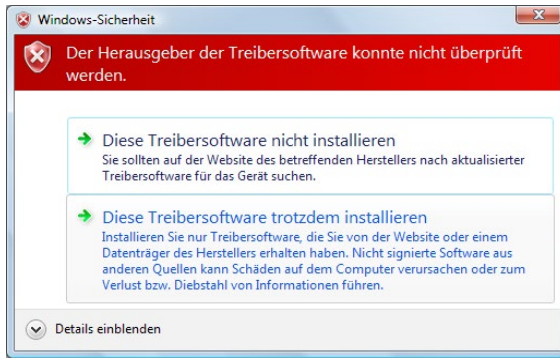 Windows-Sicherheit
Der Herausgeber der Treibersoftware konnte nicht überprüft
werden.
Diese Treibersoftware nicht installieren
Sie sollten auf der Website des betreffenden Herstellers nach aktualisierter
Treibersoftware für das Gerät suchen.
Diese Treibersoftware trotzdem installieren
Installieren Sie nur Treibersoftware, die Sie von der Website oder einem
Datenträger des Herstellers erhalten haben. Nicht signierte Software aus
anderen Quellen kann Schäden auf dem Computer verursachen oder zum
Verlust bzw. Diebstahl von Informationen führen.
Details einblenden